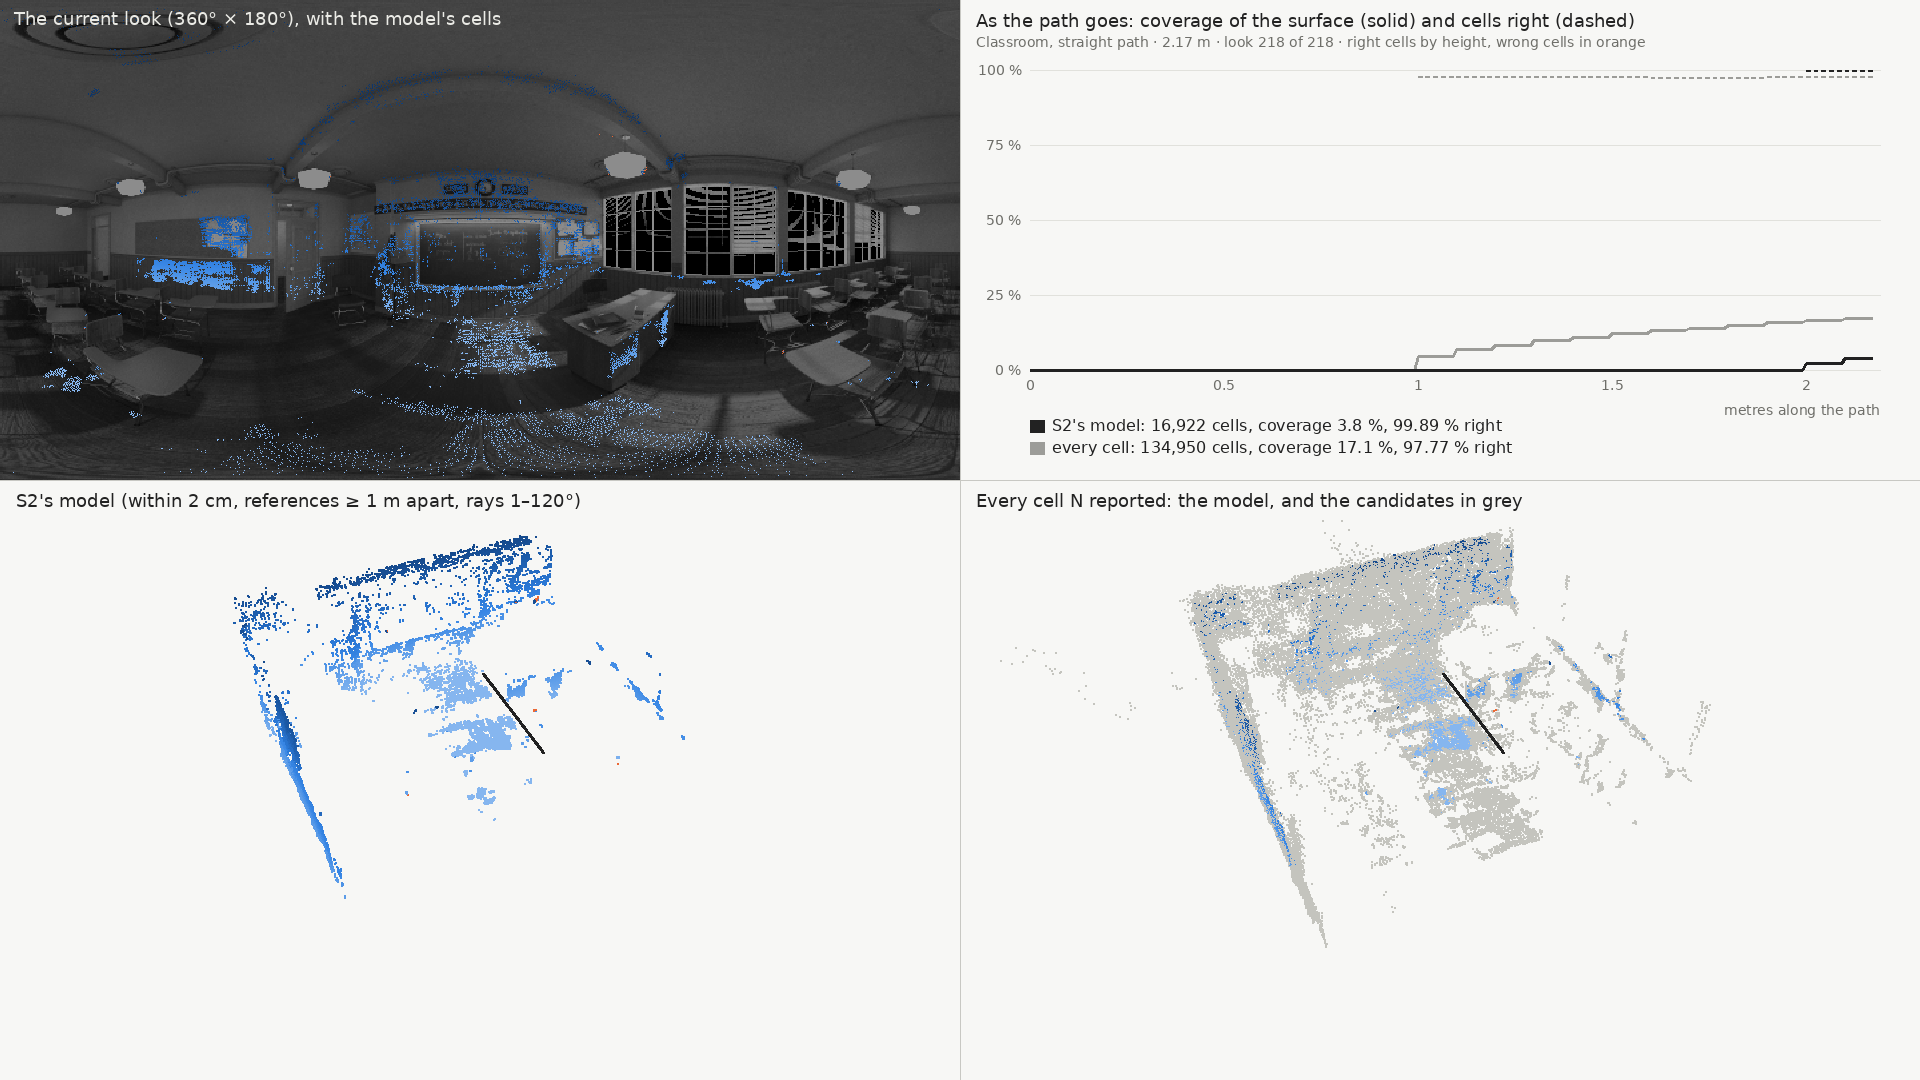 The current look (360° × 180°), with the model's cells
As the path goes: coverage of the surface (solid) and cells right (dashed)
Classroom, straight path · 2.17 m · look 218 of 218 · right cells by height, wrong cells in orange
100 %
75 %
50 %
25 %
0 %
0
0.5
1
1.5
2
metres along the path
S2's model: 16,922 cells, coverage 3.8 %, 99.89 % right
every cell: 134,950 cells, coverage 17.1 %, 97.77 % right
S2's model (within 2 cm, references ≥ 1 m apart, rays 1–120°)
Every cell N reported: the model, and the candidates in grey